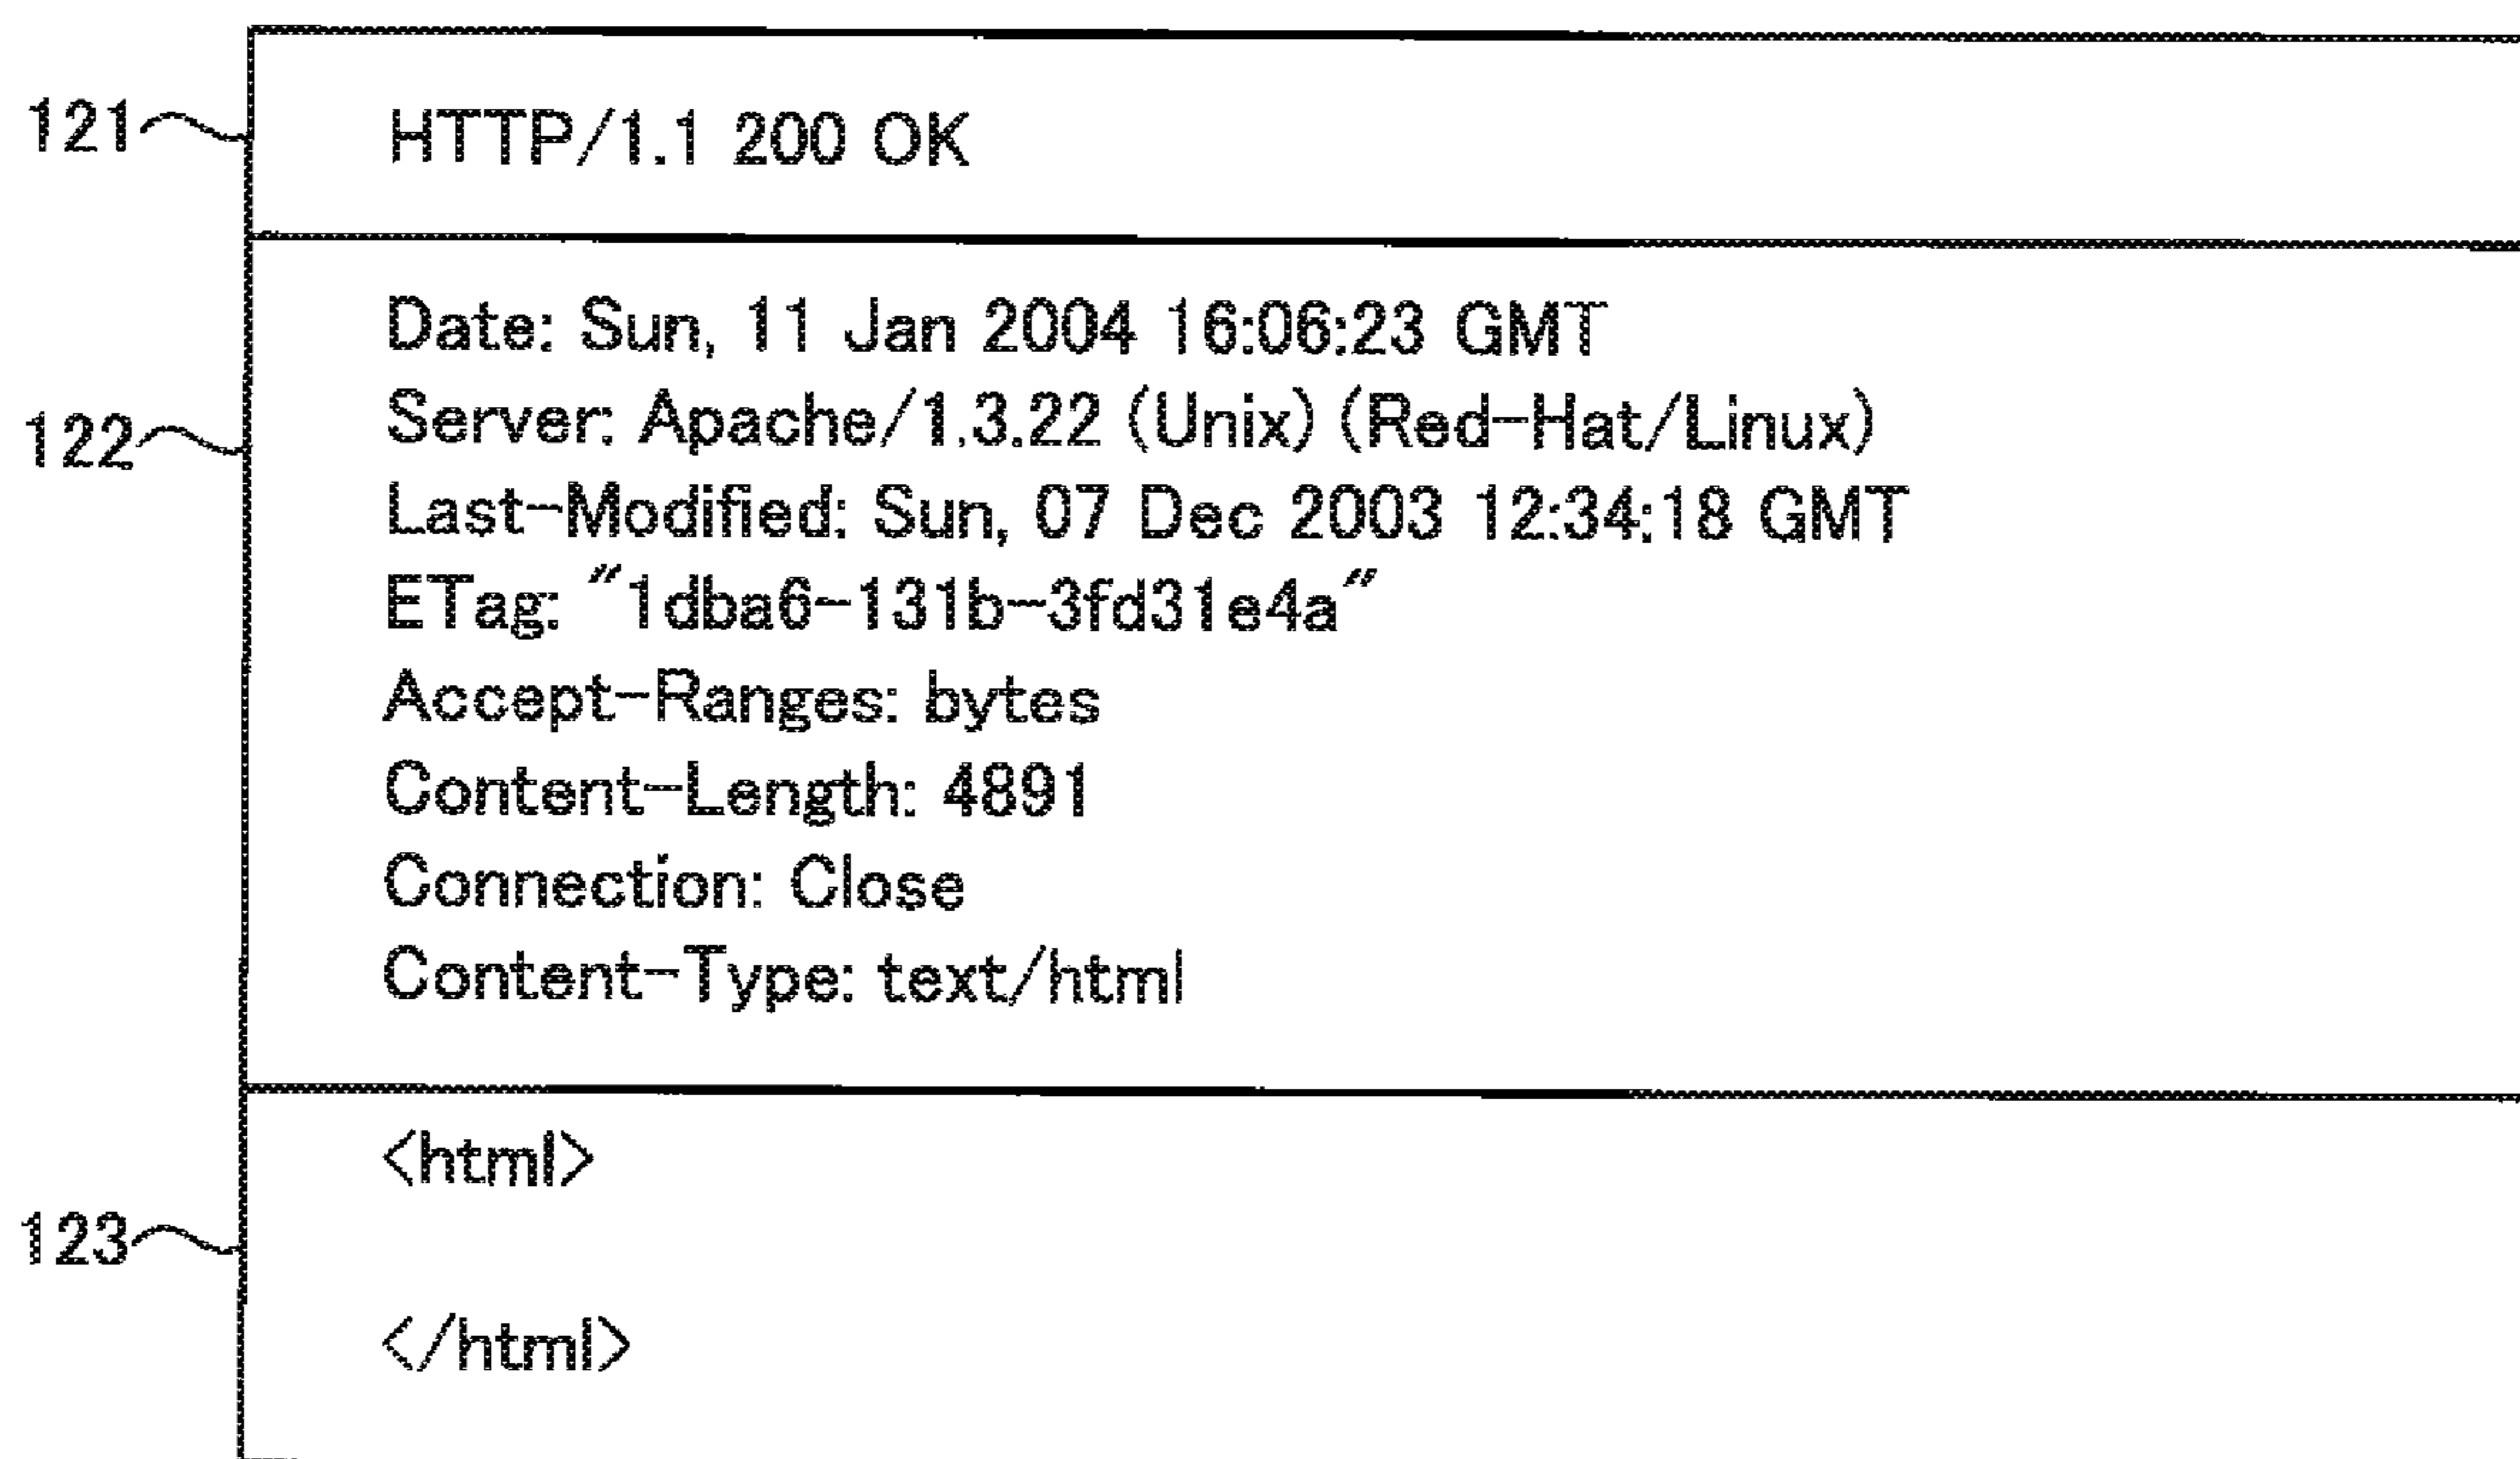 121 HTTP/1.1 200 OK
Date: Sun, 11 Jan 2004 16:06:23 GMT
122 Server: Apache/1.3.22 (Unix) (Red-Hat/Linux)
Last-Modified: Sun, 07 Dec 2003 12:34:18 GMT
ETag: "1dba6-131b-3fd31e4a"
Accept-Ranges: bytes
Content-Length: 4891
Connection: Close
Content-Type: text/html
<html>
123
</html>